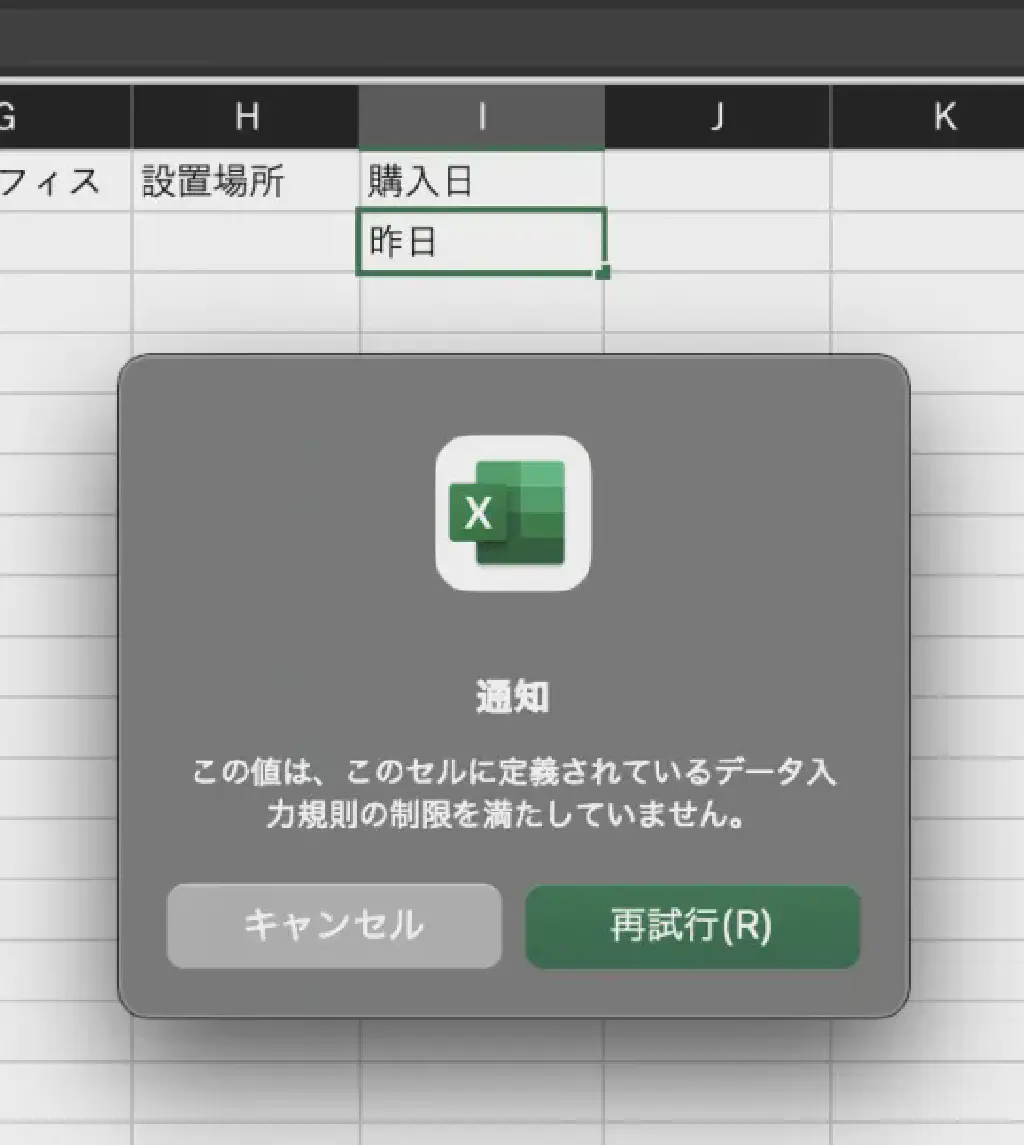 G H I J K
フィス 設置場所 購入日
昨日
X
通知
この値は、このセルに定義されているデータ入
力規則の制限を満たしていません。
キャンセル 再試行(R)